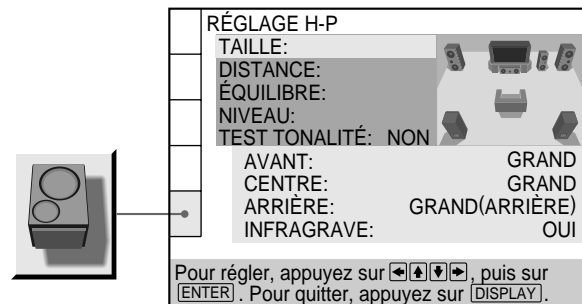 RÉGLAGE H-P
TAILLE:
DISTANCE:
ÉQUILIBRE:
NIVEAU:
TEST TONALITÉ: NON
AVANT: GRAND
CENTRE: GRAND
ARRIÈRE: GRAND(ARRIÈRE)
INFRAGRAVE: OUI
Pour régler, appuyez sur ←↑↓→, puis sur
ENTER . Pour quitter, appuyez sur DISPLAY .